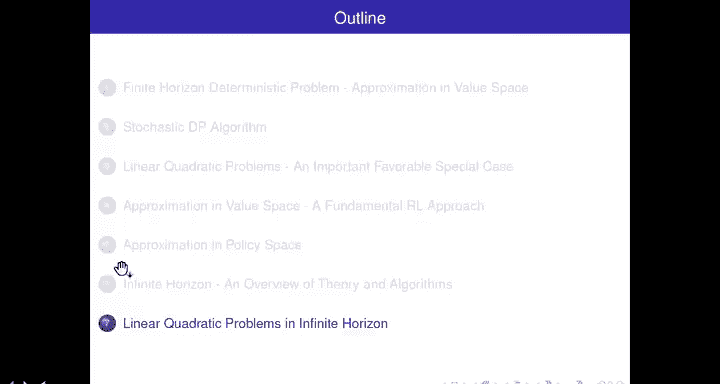 Outline
Finite Horizon Deterministic Problem - Approximation in Value Space
Stochastic DP Algorithm
Linear Quadratic Problems - An Important Favorable Special Case
Approximation in Value Space - A Fundamental RL Approach
Approximation in Policy Space
Infinite Horizon - An Overview of Theory and Algorithms
Linear Quadratic Problems in Infinite Horizon